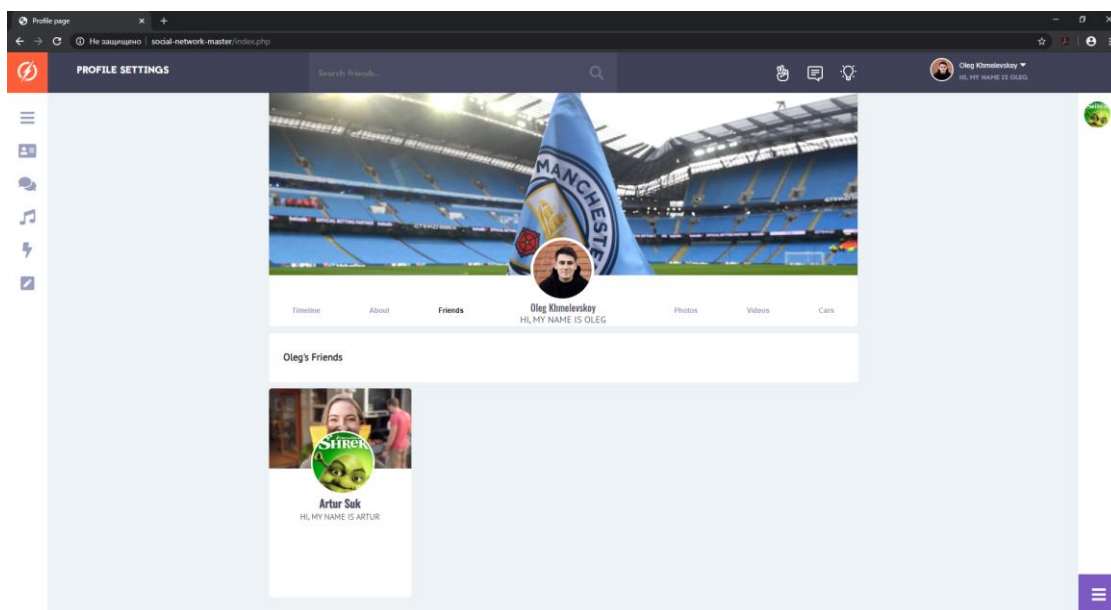 Profile page
Не защищено | social-network-master/index.php
PROFILE SETTINGS
Search friends...
Oleg Khmelevskoy
HI, MY NAME IS OLEG
MANCHESTE
Timeline
About
Friends
Oleg Khmelevskoy
HI, MY NAME IS OLEG
Photos
Videos
Cars
Oleg's Friends
SHREK
Artur Suk
HI, MY NAME IS ARTUR